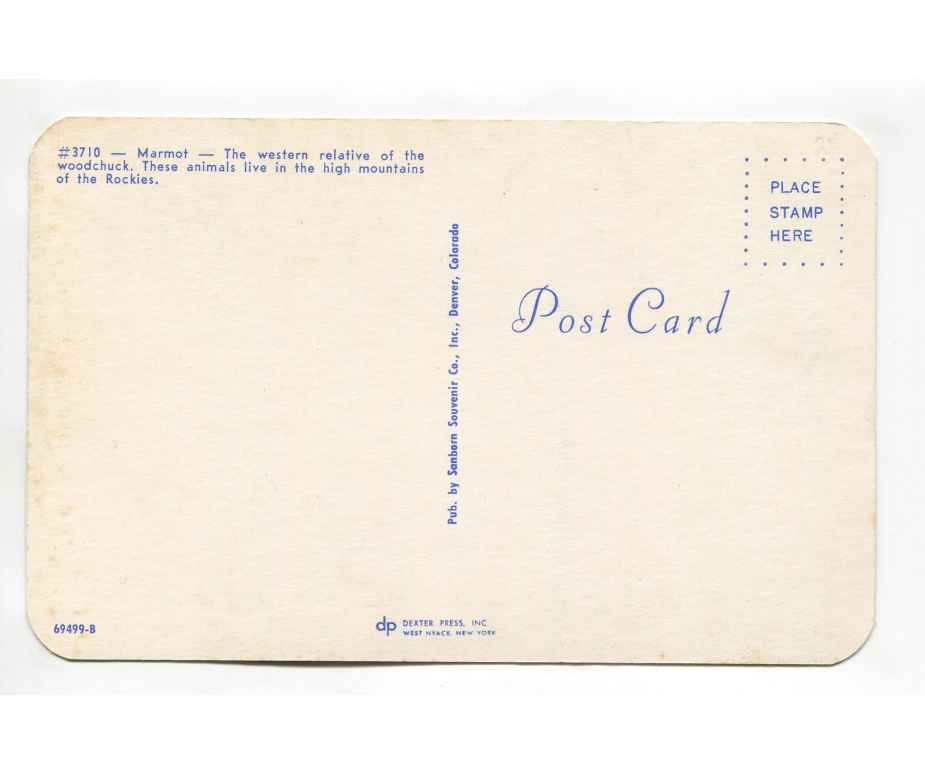 #3710 — Marmot — The western relative of the
woodchuck. These animals live in the high mountains
of the Rockies.
PLACE
STAMP
HERE
Pub. by Sanborn Souvenir Co., Inc., Denver, Colorado
Post Card
69499-B
dp DEXTER PRESS, INC.
WEST NYACK, NEW YORK